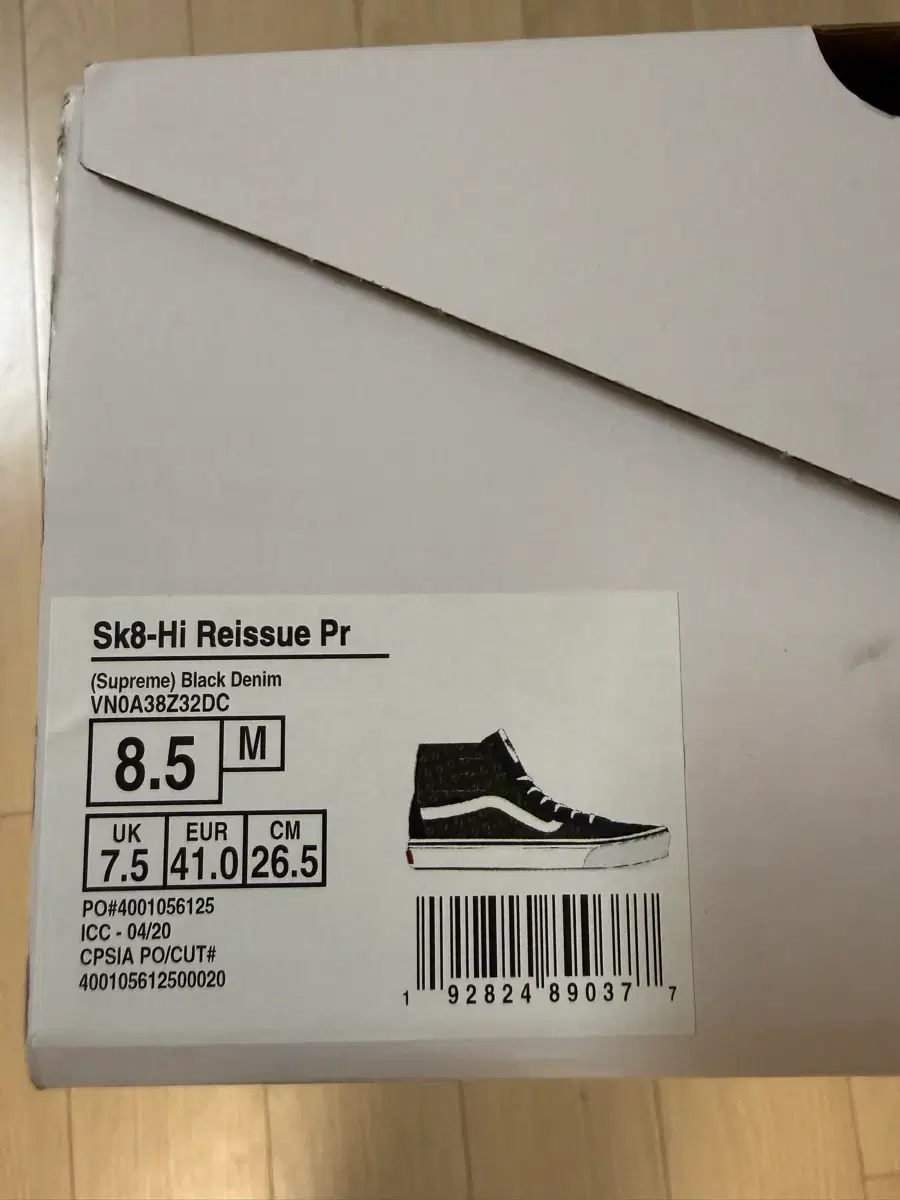 Sk8-Hi Reissue Pr
(Supreme) Black Denim
VN0A38Z32DC
8.5 M
UK EUR CM
7.5 41.0 26.5
PO#4001056125
ICC - 04/20
CPSIA PO/CUT#
400105612500020
1 92824 89037 7